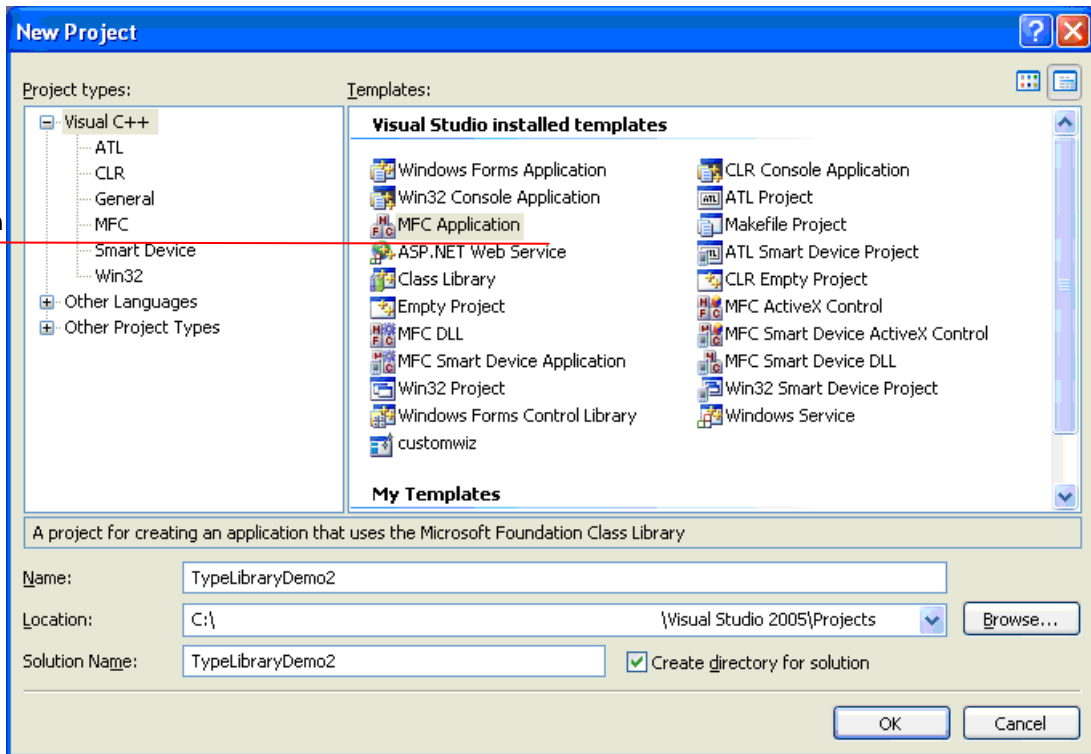 New Project
Project types:
Templates:
Visual C++
ATL
CLR
General
MFC
Smart Device
Win32
Other Languages
Other Project Types
Visual Studio installed templates
Windows Forms Application
CLR Console Application
Win32 Console Application
ATL Project
MFC Application
Makefile Project
ASP.NET Web Service
ATL Smart Device Project
Class Library
CLR Empty Project
Empty Project
MFC ActiveX Control
MFC DLL
MFC Smart Device ActiveX Control
MFC Smart Device Application
MFC Smart Device DLL
Win32 Project
Win32 Smart Device Project
Windows Forms Control Library
Windows Service
customwiz
My Templates
A project for creating an application that uses the Microsoft Foundation Class Library
Name:
TypeLibraryDemo2
Location:
C:\ \Visual Studio 2005\Projects
Browse...
Solution Name:
TypeLibraryDemo2
Create directory for solution
OK
Cancel